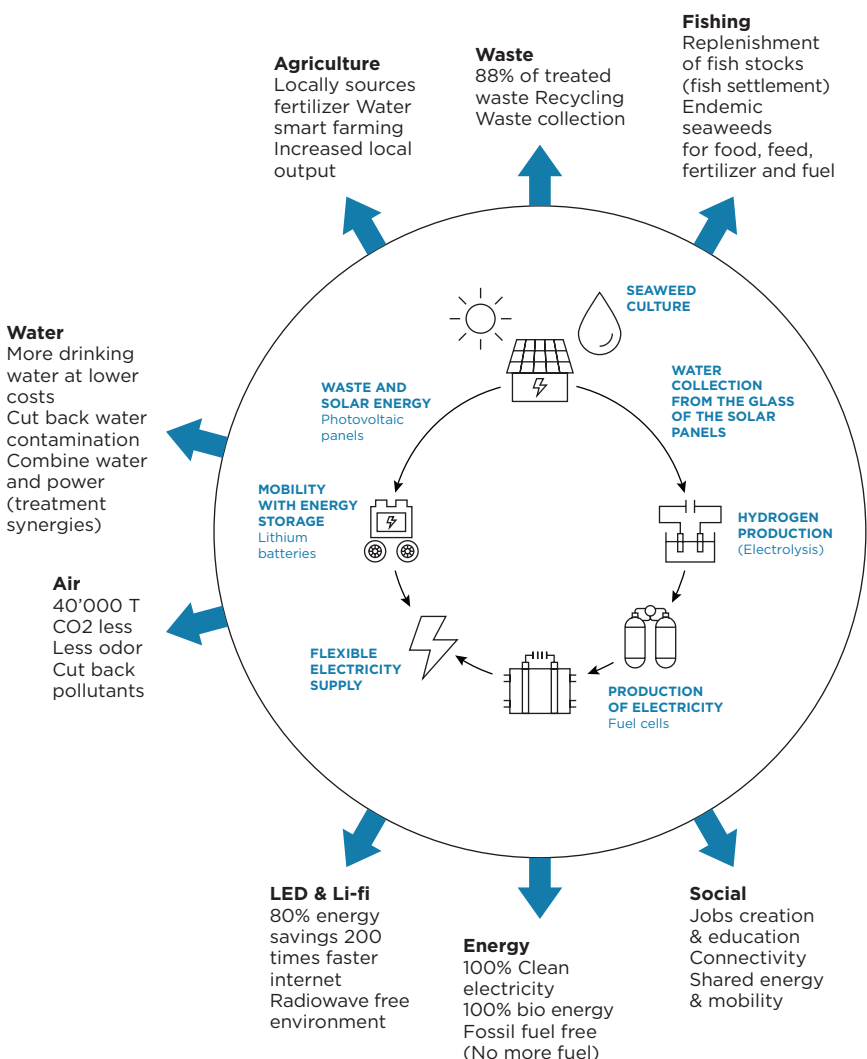 Agriculture
Locally sources
fertilizer Water
smart farming
Increased local
output
Waste
88% of treated
waste Recycling
Waste collection
Fishing
Replenishment
of fish stocks
(fish settlement)
Endemic
seaweeds
for food, feed,
fertilizer and fuel
Water
More drinking
water at lower
costs
Cut back water
contamination
Combine water
and power
(treatment
synergies)
Air
40’000 T
CO2 less
Less odor
Cut back
pollutants
SEAWEED
CULTURE
WASTE AND
SOLAR ENERGY
Photovoltaic
panels
WATER
COLLECTION
FROM THE GLASS
OF THE SOLAR
PANELS
MOBILITY
WITH ENERGY
STORAGE
Lithium
batteries
HYDROGEN
PRODUCTION
(Electrolysis)
FLEXIBLE
ELECTRICITY
SUPPLY
PRODUCTION
OF ELECTRICITY
Fuel cells
LED & Li-fi
80% energy
savings 200
times faster
internet
Radiowave free
environment
Energy
100% Clean
electricity
100% bio energy
Fossil fuel free
(No more fuel)
Social
Jobs creation
& education
Connectivity
Shared energy
& mobility